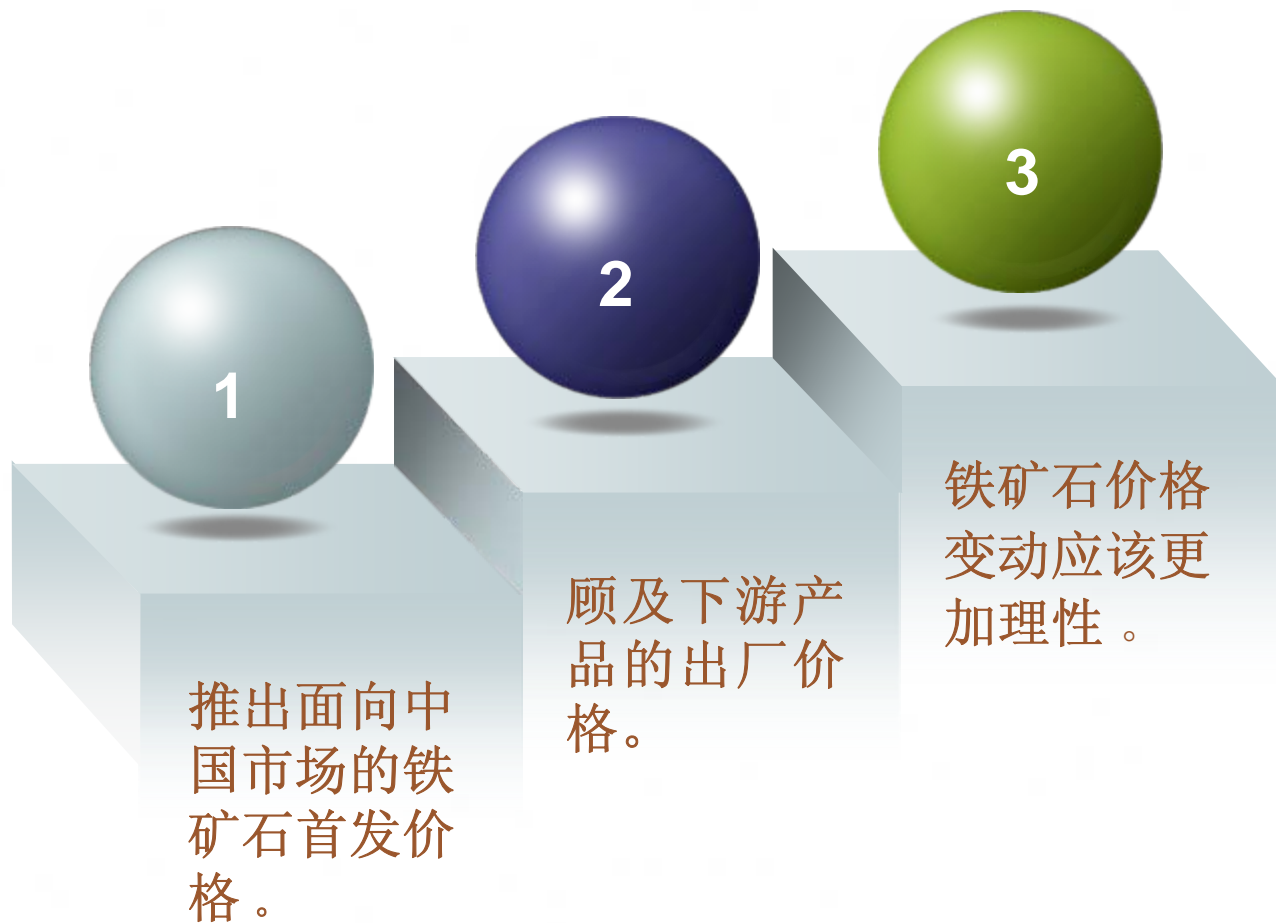 1
推出面向中
国市场的铁
矿石首发价
格。
2
顾及下游产
品的出厂价
格。
3
铁矿石价格
变动应该更
加理性。